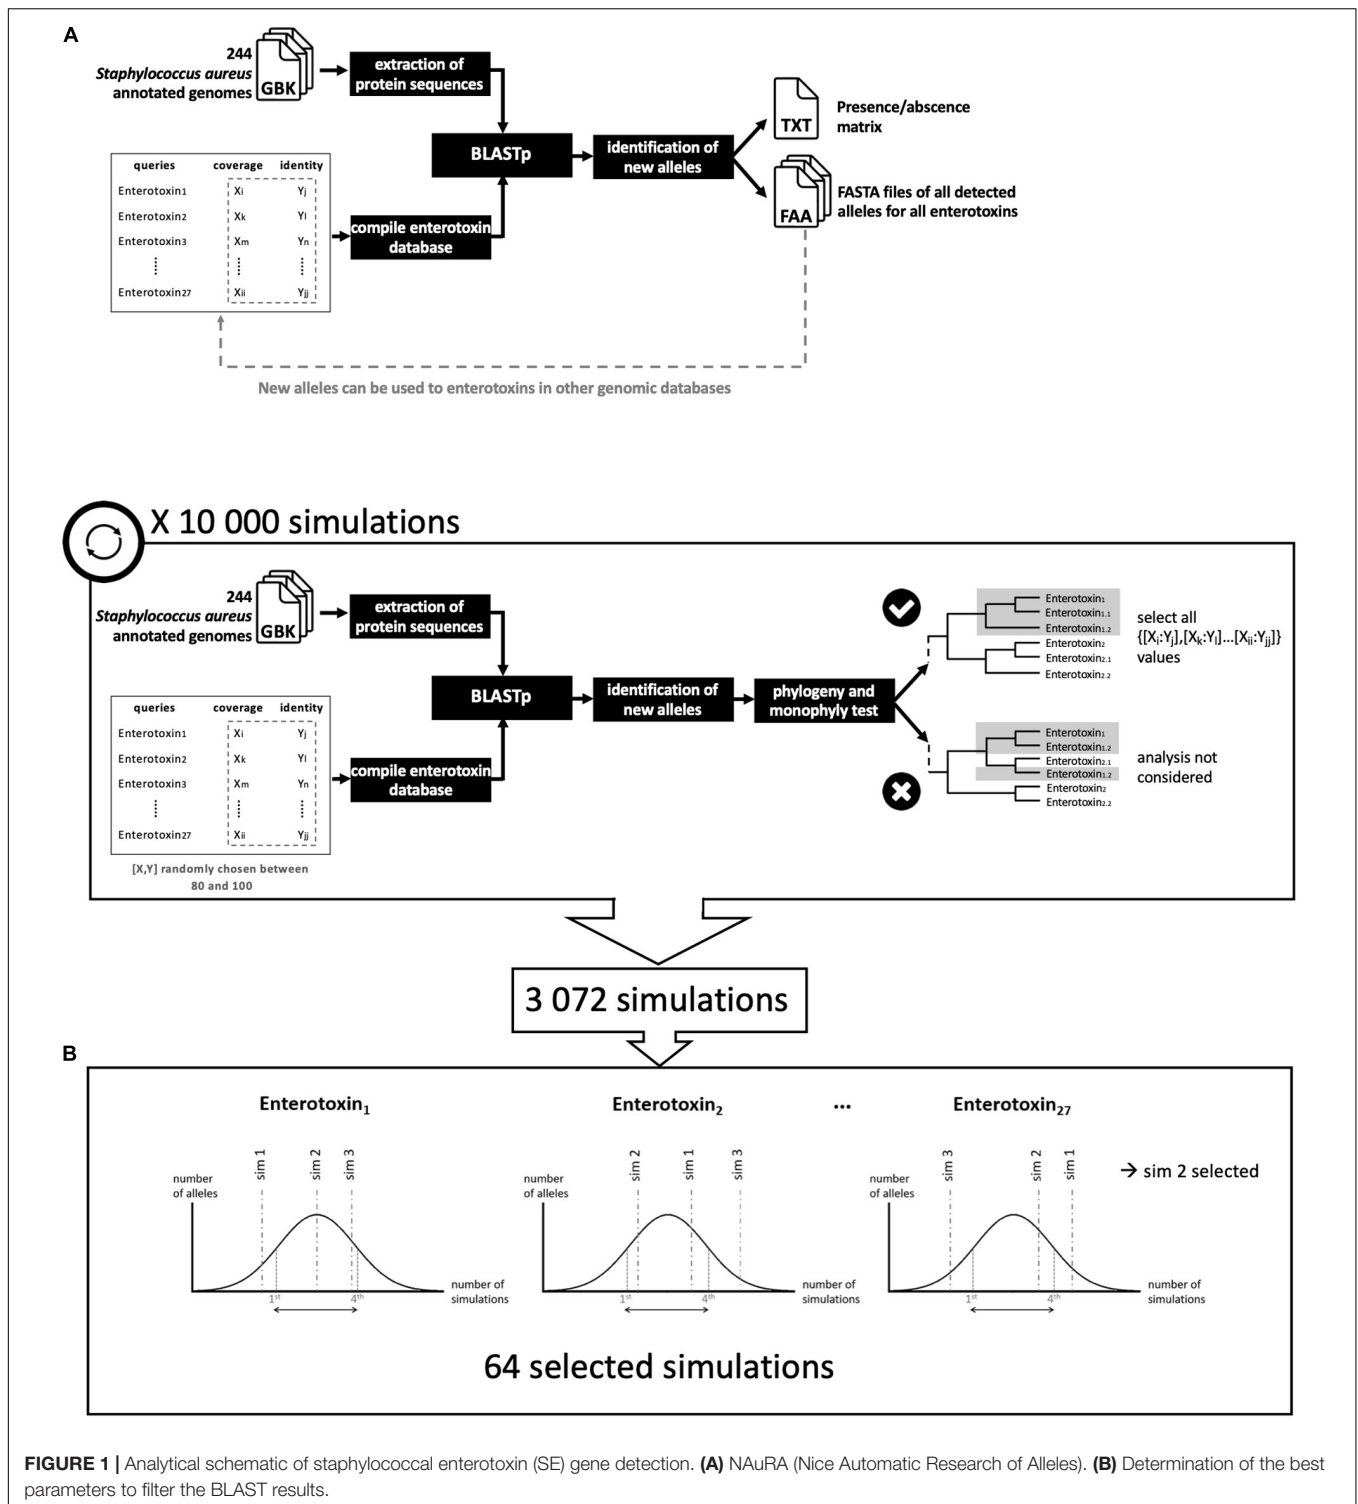 A
244
Staphylococcus aureus
annotated genomes
GBK
extraction of
protein sequences
BLASTp
identification of
new alleles
TXT
Presence/abscence
matrix
FAA
FASTA files of all detected
alleles for all enterotoxins
queries coverage identity
Enterotoxin1 Xi Yj
Enterotoxin2 Xk Yl
Enterotoxin3 Xm Yn
Enterotoxin27 Xii Yjj
compile enterotoxin
database
New alleles can be used to enterotoxins in other genomic databases
X 10 000 simulations
244
Staphylococcus aureus
annotated genomes
GBK
extraction of
protein sequences
BLASTp
identification of
new alleles
phylogeny and
monophyly test
Enterotoxin1
Enterotoxin1.1
Enterotoxin1.2
Enterotoxin2
Enterotoxin2.1
Enterotoxin2.2
select all
{[Xi:Yj],[Xk:Yl]...[Xii:Yjj]}
values
Enterotoxin1
Enterotoxin1.2
Enterotoxin2.1
Enterotoxin1.2
Enterotoxin2
Enterotoxin2.2
analysis not
considered
queries coverage identity
Enterotoxin1 Xi Yj
Enterotoxin2 Xk Yl
Enterotoxin3 Xm Yn
Enterotoxin27 Xii Yjj
compile enterotoxin
database
[X,Y] randomly chosen between
80 and 100
3 072 simulations
B
Enterotoxin1
sim 1
sim 2
sim 3
number
of alleles
number of
simulations
1st
4th
Enterotoxin2
sim 2
sim 1
sim 3
number
of alleles
number of
simulations
1st
4th
...
Enterotoxin27
sim 3
sim 2
sim 1
number
of alleles
number of
simulations
1st
4th
→ sim 2 selected
64 selected simulations
FIGURE 1 | Analytical schematic of staphylococcal enterotoxin (SE) gene detection. (A) NAuRA (Nice Automatic Research of Alleles). (B) Determination of the best
parameters to filter the BLAST results.